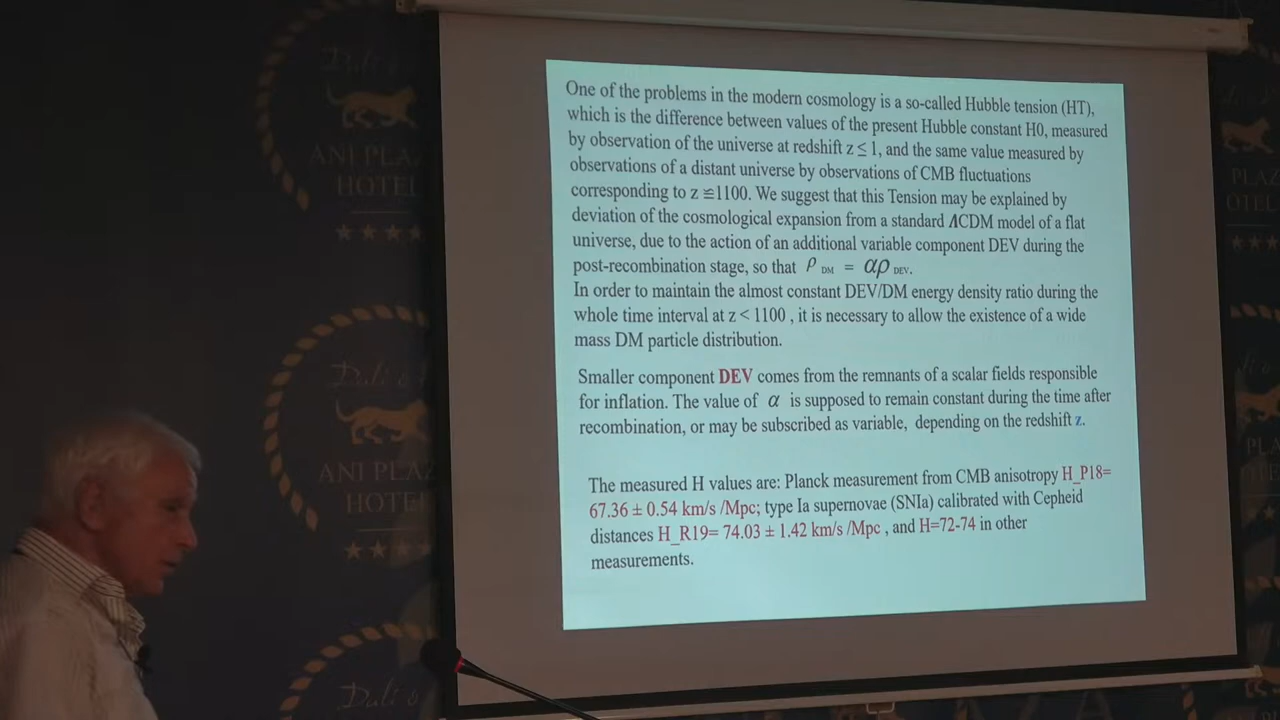 One of the problems in the modern cosmology is a so-called Hubble tension (HT),
which is the difference between values of the present Hubble constant H0, measured
by observation of the universe at redshift z ≤ 1, and the same value measured by
observations of a distant universe by observations of CMB fluctuations
corresponding to z ≌1100. We suggest that this Tension may be explained by
deviation of the cosmological expansion from a standard ΛCDM model of a flat
universe, due to the action of an additional variable component DEV during the
post-recombination stage, so that ρ DM = αρ DEV.
In order to maintain the almost constant DEV/DM energy density ratio during the
whole time interval at z < 1100 , it is necessary to allow the existence of a wide
mass DM particle distribution.
Smaller component DEV comes from the remnants of a scalar fields responsible
for inflation. The value of α is supposed to remain constant during the time after
recombination, or may be subscribed as variable, depending on the redshift z.
The measured H values are: Planck measurement from CMB anisotropy H_P18=
67.36 ± 0.54 km/s /Mpc; type Ia supernovae (SNIa) calibrated with Cepheid
distances H_R19= 74.03 ± 1.42 km/s /Mpc , and H=72-74 in other
measurements.
ANI PLAZ
HOTEL
ANI PLAZ
HOTE
PLAZ